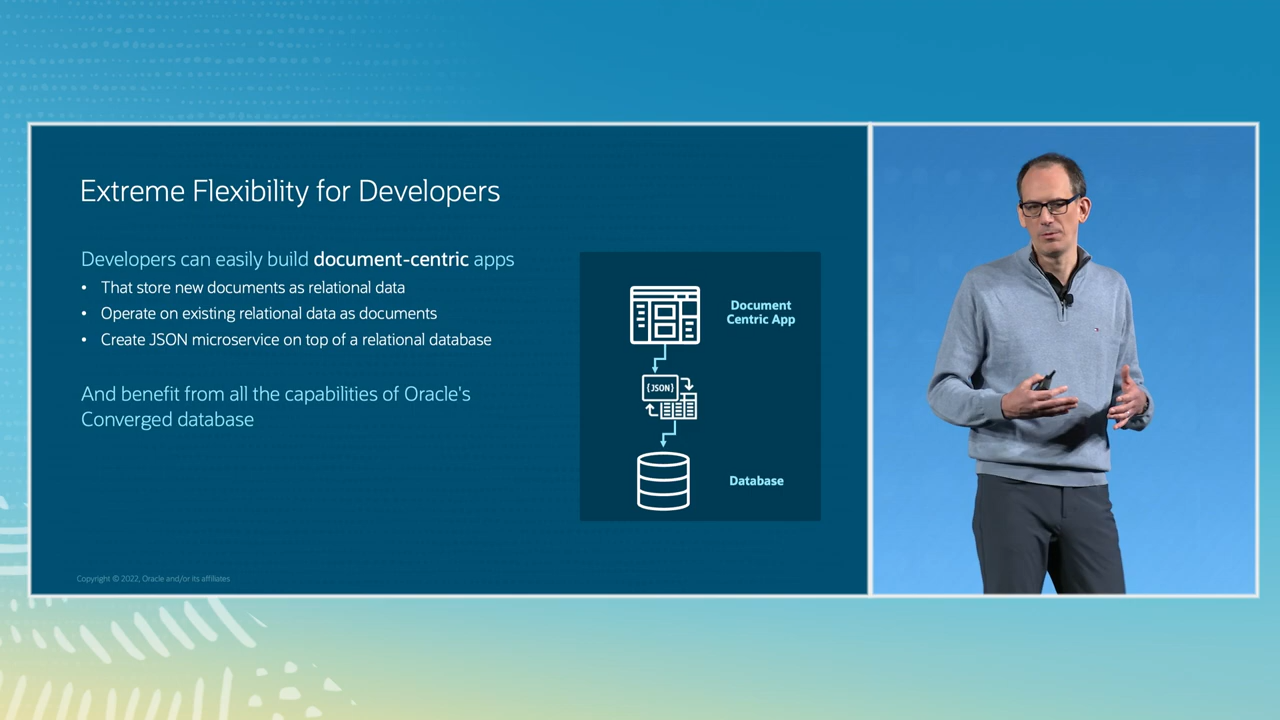 Extreme Flexibility for Developers
Developers can easily build document-centric apps
• That store new documents as relational data
• Operate on existing relational data as documents
• Create JSON microservice on top of a relational database
And benefit from all the capabilities of Oracle's
Converged database
Document
Centric App
{JSON}
Database
Copyright © 2022, Oracle and/or its affiliates